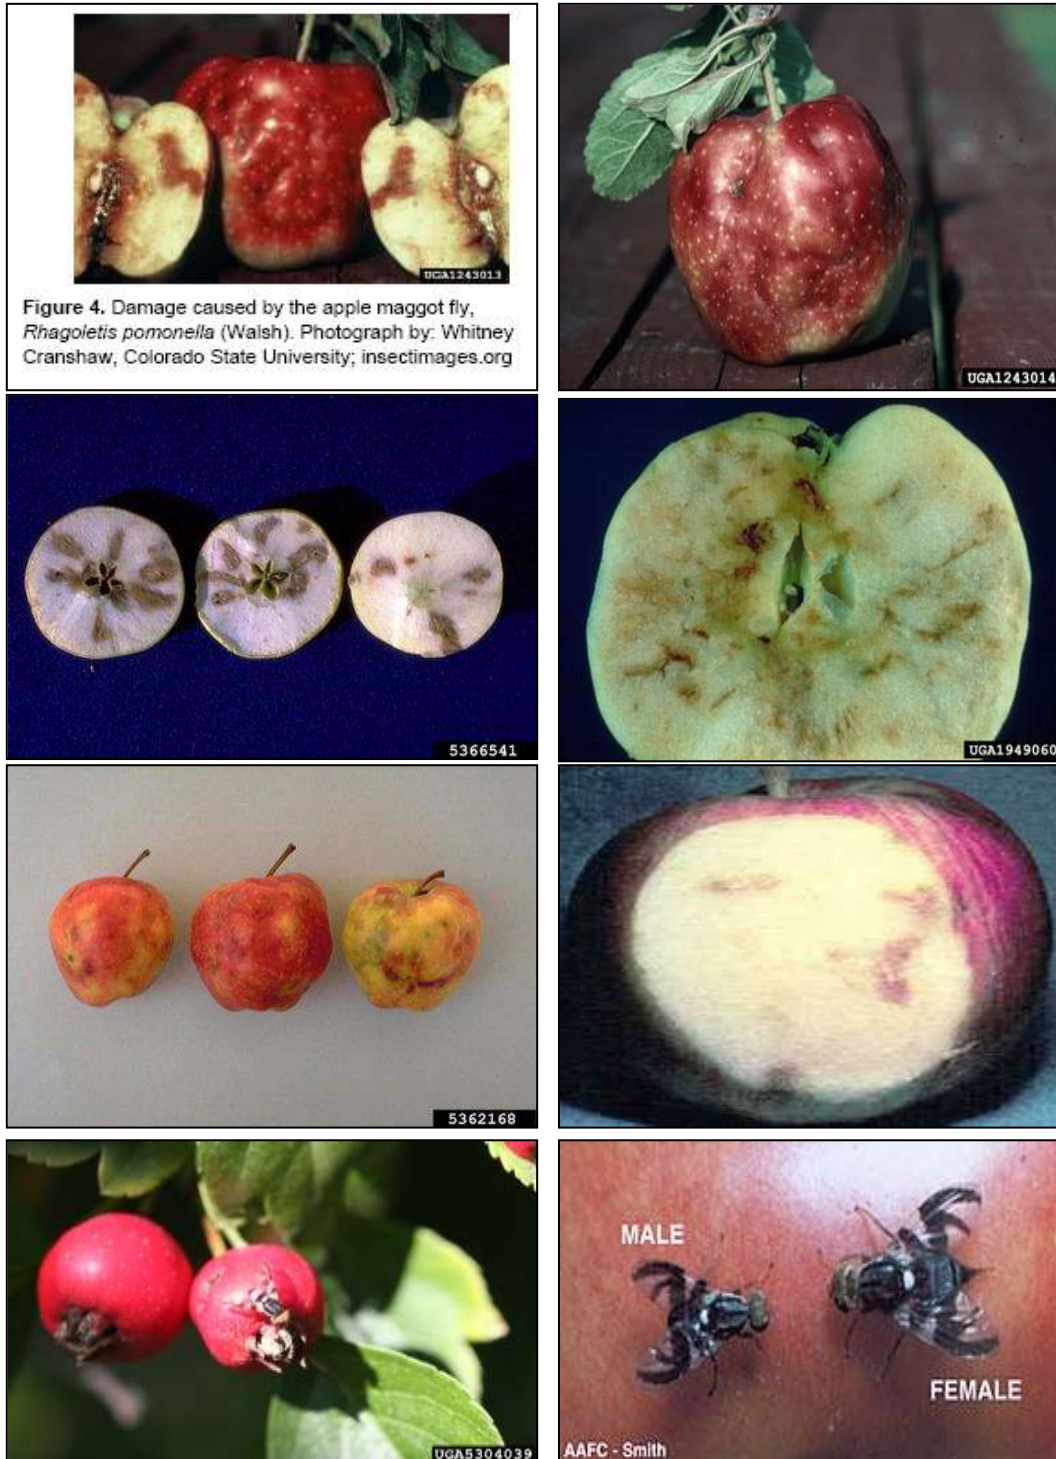 UGA1243013
Figure 4. Damage caused by the apple maggot fly,
Rhagoletis pomonella (Walsh). Photograph by: Whitney
Cranshaw, Colorado State University; insectimages.org
UGA1243014
5366541
UGA1949060
5362168
UGA5304039
MALE
FEMALE
AAFC - Smith